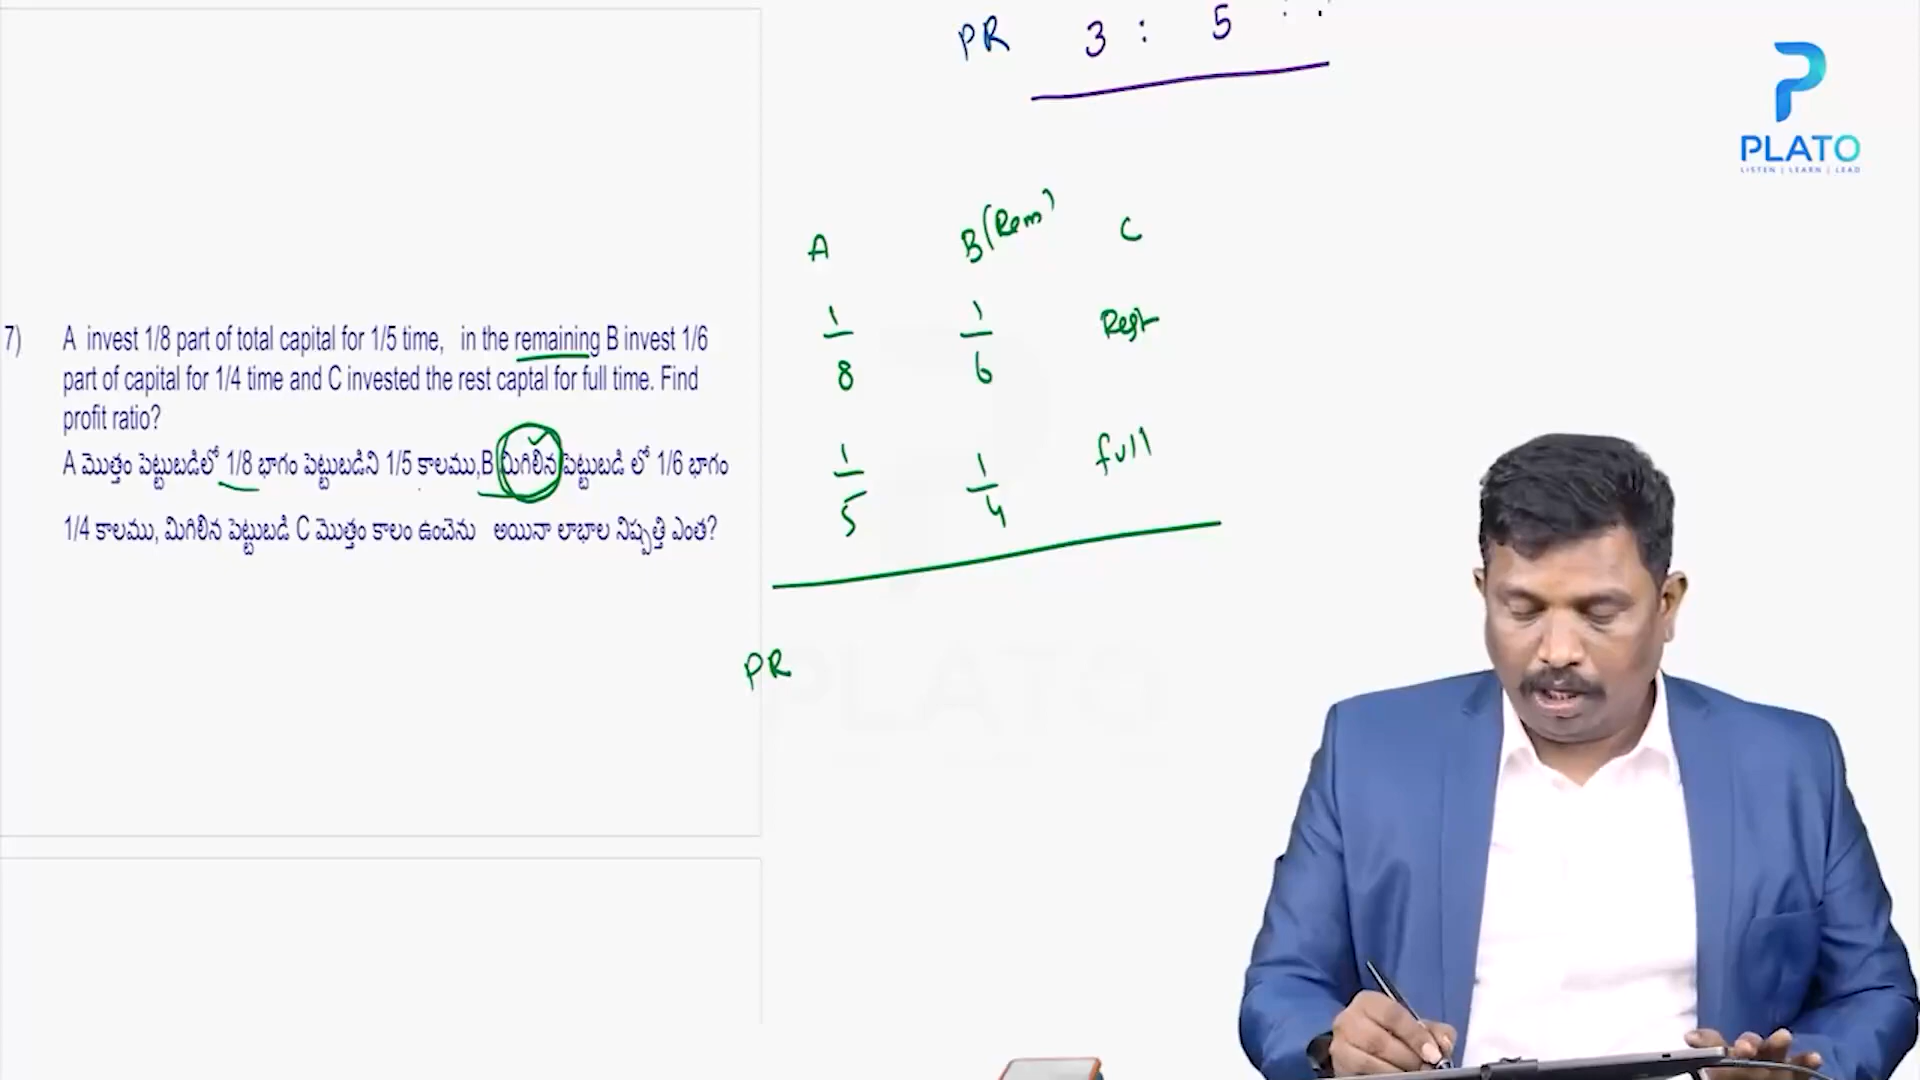 PR 3 : 5 :
PLATO
LISTEN | LEARN | LEAD
A B (Rem) C
1/8 1/6 Rest
1/5 1/4 full
PR
7) A invest 1/8 part of total capital for 1/5 time, in the remaining B invest 1/6
part of capital for 1/4 time and C invested the rest captal for full time. Find
profit ratio?
A మొత్తం పెట్టుబడిలో 1/8 భాగం పెట్టుబడిని 1/5 కాలము,B మిగిలిన పెట్టుబడి లో 1/6 భాగం
1/4 కాలము, మిగిలిన పెట్టుబడి C మొత్తం కాలం ఉంచెను అయినా లాభాల నిష్పత్తి ఎంత?
PLATO